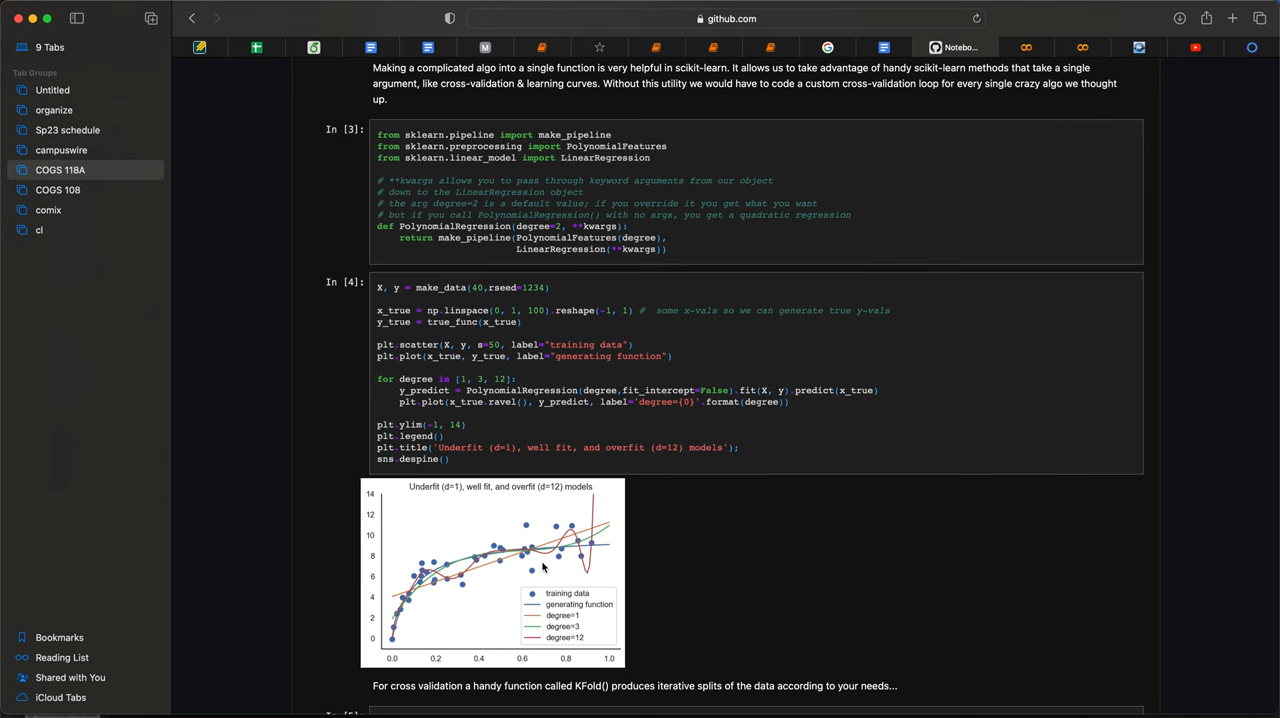 github.com
9 Tabs
Notebo...
Tab Groups
Untitled
organize
Sp23 schedule
campuswire
COGS 118A
COGS 108
comix
cl
Bookmarks
Reading List
Shared with You
iCloud Tabs
Making a complicated algo into a single function is very helpful in scikit-learn. It allows us to take advantage of handy scikit-learn methods that take a single
argument, like cross-validation & learning curves. Without this utility we would have to code a custom cross-validation loop for every single crazy algo we thought
up.
In [3]:
from sklearn.pipeline import make_pipeline
from sklearn.preprocessing import PolynomialFeatures
from sklearn.linear_model import LinearRegression
# **kwargs allows you to pass through keyword arguments from our object
# down to the LinearRegression object
# the arg degree=2 is a default value; if you override it you get what you want
# but if you call PolynomialRegression() with no args, you get a quadratic regression
def PolynomialRegression(degree=2, **kwargs):
    return make_pipeline(PolynomialFeatures(degree),
                         LinearRegression(**kwargs))
In [4]:
X, y = make_data(40,rseed=1234)
x_true = np.linspace(0, 1, 100).reshape(-1, 1) #  some x-vals so we can generate true y-vals
y_true = true_func(x_true)
plt.scatter(X, y, s=50, label="training data")
plt.plot(x_true, y_true, label="generating function")
for degree in [1, 3, 12]:
    y_predict = PolynomialRegression(degree,fit_intercept=False).fit(X, y).predict(x_true)
    plt.plot(x_true.ravel(), y_predict, label='degree={0}'.format(degree))
plt.ylim(-1, 14)
plt.legend()
plt.title('Underfit (d=1), well fit, and overfit (d=12) models');
sns.despine()
Underfit (d=1), well fit, and overfit (d=12) models
14
12
10
8
6
4
2
0
training data
generating function
degree=1
degree=3
degree=12
0.0 0.2 0.4 0.6 0.8 1.0
For cross validation a handy function called KFold() produces iterative splits of the data according to your needs...